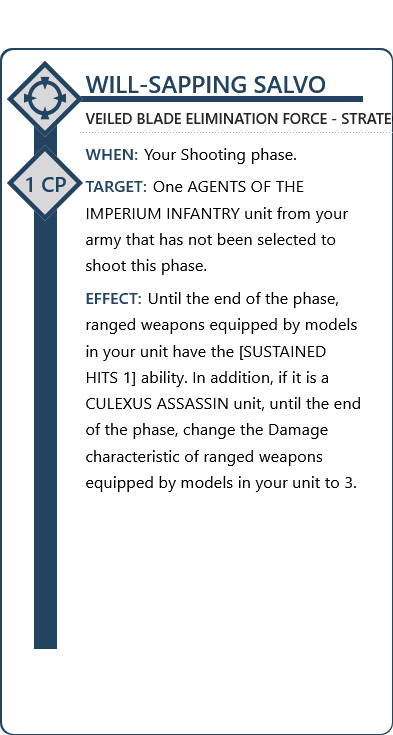 WILL-SAPPING SALVO
VEILED BLADE ELIMINATION FORCE - STRATE
1 CP
WHEN: Your Shooting phase.
TARGET: One AGENTS OF THE
IMPERIUM INFANTRY unit from your
army that has not been selected to
shoot this phase.
EFFECT: Until the end of the phase,
ranged weapons equipped by models
in your unit have the [SUSTAINED
HITS 1] ability. In addition, if it is a
CULEXUS ASSASSIN unit, until the end
of the phase, change the Damage
characteristic of ranged weapons
equipped by models in your unit to 3.